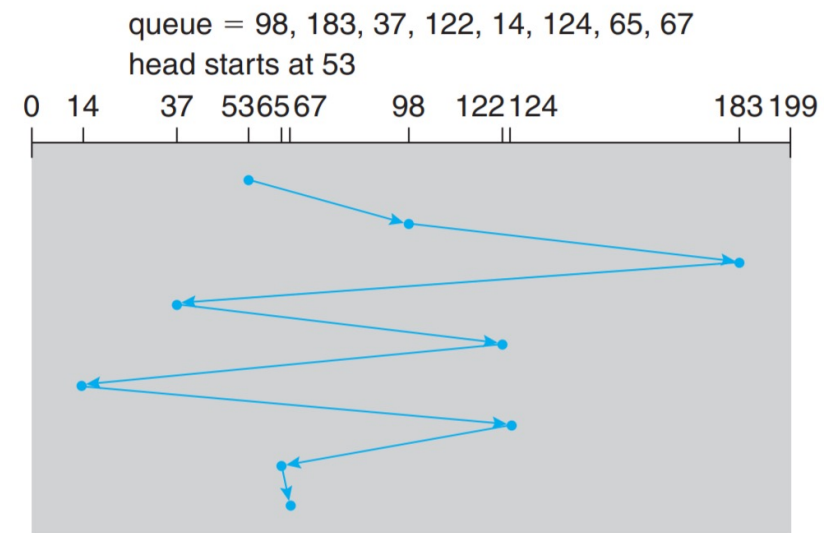 queue = 98, 183, 37, 122, 14, 124, 65, 67
head starts at 53
0 14 37 53 65 67 98 122 124 183 199